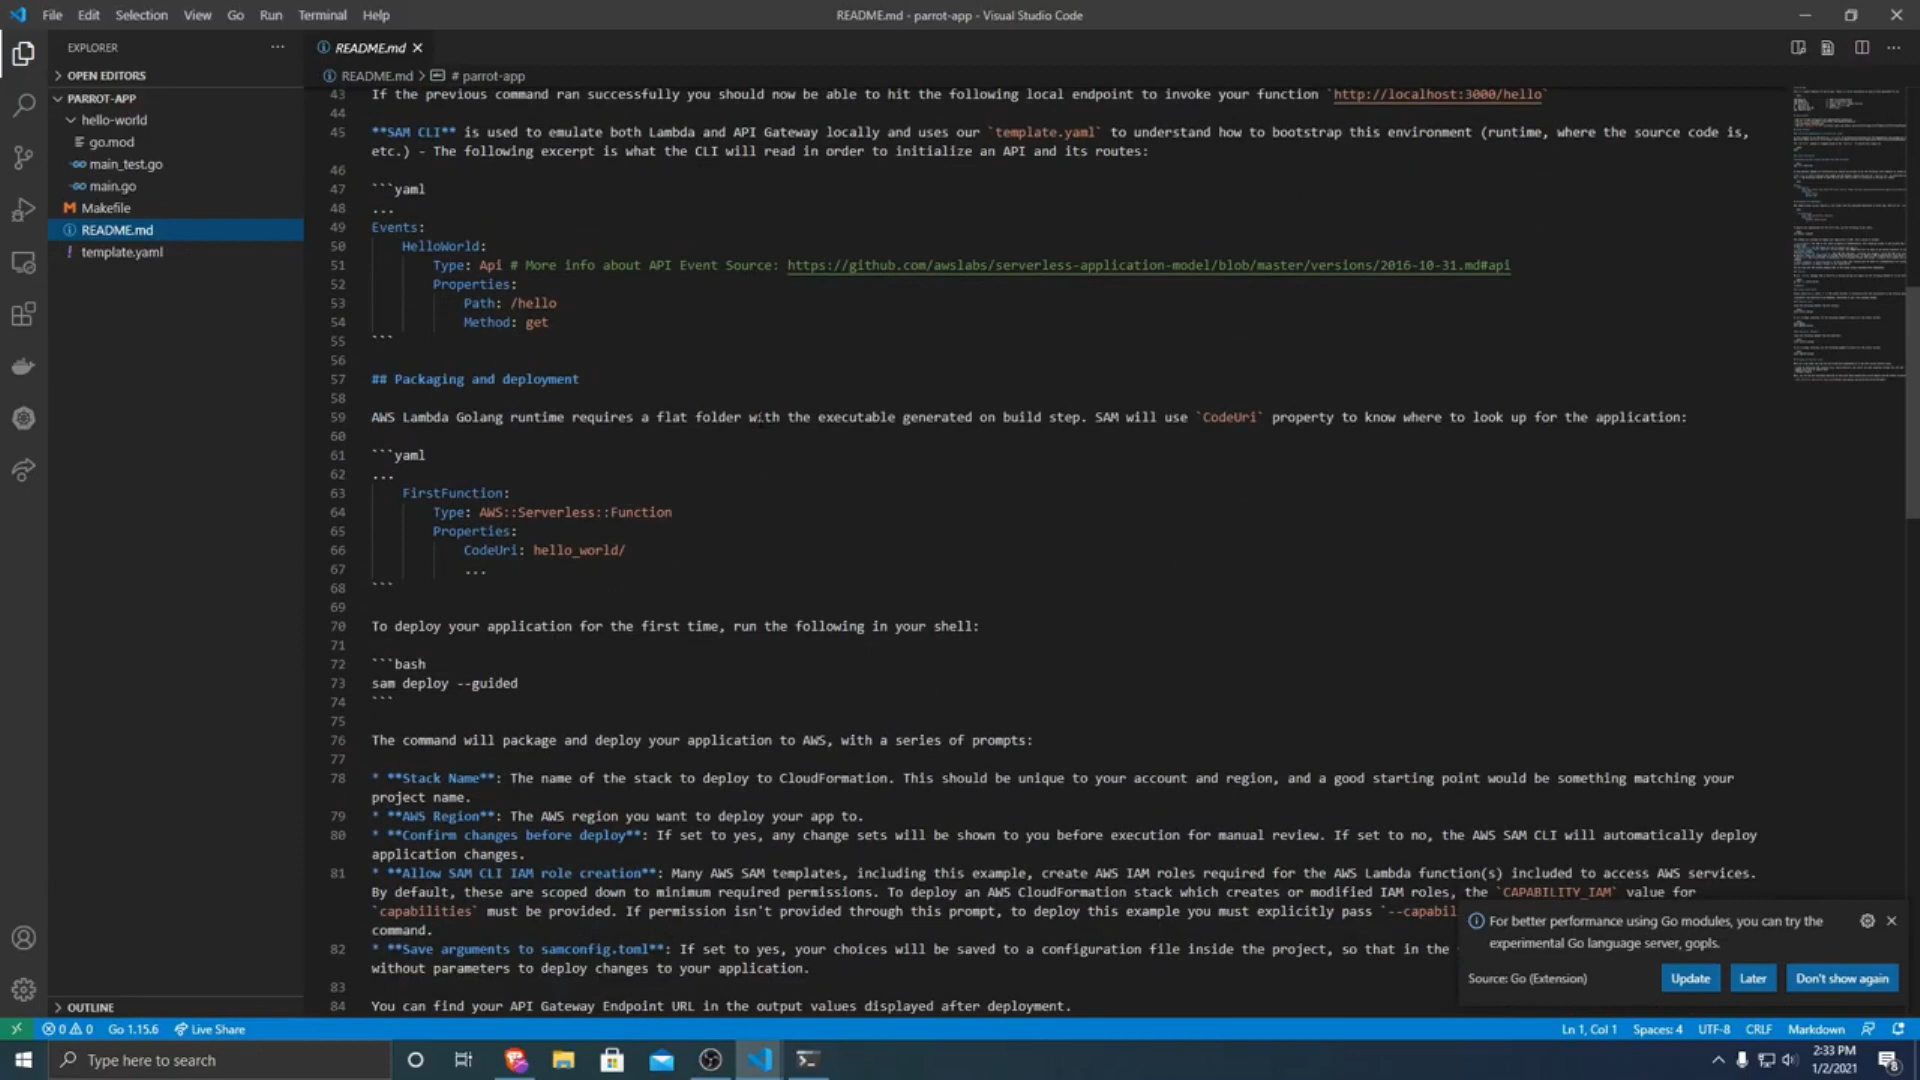 File Edit Selection View Go Run Terminal Help
README.md - parrot-app - Visual Studio Code
EXPLORER
README.md
OPEN EDITORS
README.md > # parrot-app
PARROT-APP
hello-world
go.mod
main_test.go
main.go
Makefile
README.md
template.yaml
43 If the previous command ran successfully you should now be able to hit the following local endpoint to invoke your function `http://localhost:3000/hello`
44
45 **SAM CLI** is used to emulate both Lambda and API Gateway locally and uses our `template.yaml` to understand how to bootstrap this environment (runtime, where the source code is,
etc.) - The following excerpt is what the CLI will read in order to initialize an API and its routes:
46
47 ```yaml
48 ...
49 Events:
50 HelloWorld:
51 Type: Api # More info about API Event Source: https://github.com/awslabs/serverless-application-model/blob/master/versions/2016-10-31.md#api
52 Properties:
53 Path: /hello
54 Method: get
55 ```
56
57 ## Packaging and deployment
58
59 AWS Lambda Golang runtime requires a flat folder with the executable generated on build step. SAM will use `CodeUri` property to know where to look up for the application:
60
61 ```yaml
62 ...
63 FirstFunction:
64 Type: AWS::Serverless::Function
65 Properties:
66 CodeUri: hello_world/
67 ...
68 ```
69
70 To deploy your application for the first time, run the following in your shell:
71
72 ```bash
73 sam deploy --guided
74 ```
75
76 The command will package and deploy your application to AWS, with a series of prompts:
77
78 * **Stack Name**: The name of the stack to deploy to CloudFormation. This should be unique to your account and region, and a good starting point would be something matching your
project name.
79 * **AWS Region**: The AWS region you want to deploy your app to.
80 * **Confirm changes before deploy**: If set to yes, any change sets will be shown to you before execution for manual review. If set to no, the AWS SAM CLI will automatically deploy
application changes.
81 * **Allow SAM CLI IAM role creation**: Many AWS SAM templates, including this example, create AWS IAM roles required for the AWS Lambda function(s) included to access AWS services.
By default, these are scoped down to minimum required permissions. To deploy an AWS CloudFormation stack which creates or modified IAM roles, the `CAPABILITY_IAM` value for
`capabilities` must be provided. If permission isn't provided through this prompt, to deploy this example you must explicitly pass `--capabil
command.
82 * **Save arguments to samconfig.toml**: If set to yes, your choices will be saved to a configuration file inside the project, so that in the
without parameters to deploy changes to your application.
83
84 You can find your API Gateway Endpoint URL in the output values displayed after deployment.
For better performance using Go modules, you can try the
experimental Go language server, gopls.
Source: Go (Extension) Update Later Don't show again
OUTLINE
0 0 Go 1.15.6 Live Share
Ln 1, Col 1 Spaces: 4 UTF-8 CRLF Markdown
Type here to search
2:33 PM
1/2/2021
8